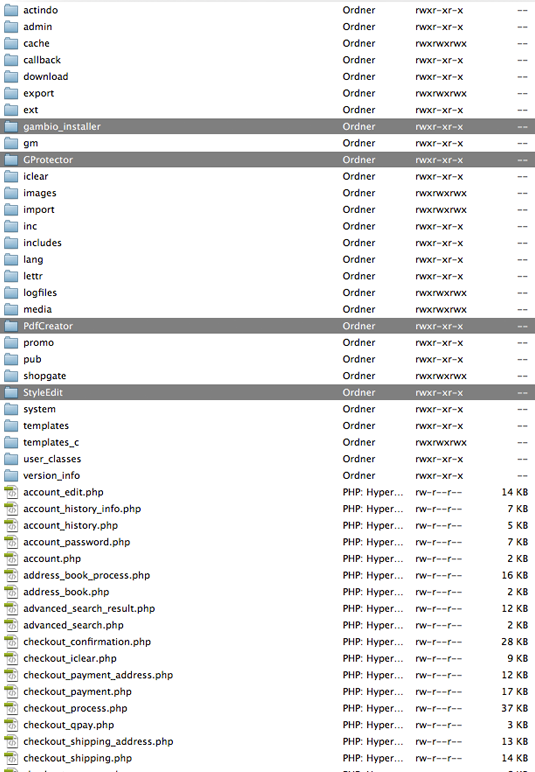 actindo Ordner rwxr-xr-x --
admin Ordner rwxr-xr-x --
cache Ordner rwxrwxrwx --
callback Ordner rwxr-xr-x --
download Ordner rwxr-xr-x --
export Ordner rwxrwxrwx --
ext Ordner rwxr-xr-x --
gambio_installer Ordner rwxr-xr-x --
gm Ordner rwxr-xr-x --
GProtector Ordner rwxr-xr-x --
iclear Ordner rwxr-xr-x --
images Ordner rwxrwxrwx --
import Ordner rwxrwxrwx --
inc Ordner rwxr-xr-x --
includes Ordner rwxr-xr-x --
lang Ordner rwxr-xr-x --
lettr Ordner rwxr-xr-x --
logfiles Ordner rwxrwxrwx --
media Ordner rwxrwxrwx --
PdfCreator Ordner rwxr-xr-x --
promo Ordner rwxr-xr-x --
pub Ordner rwxr-xr-x --
shopgate Ordner rwxrwxrwx --
StyleEdit Ordner rwxr-xr-x --
system Ordner rwxr-xr-x --
templates Ordner rwxr-xr-x --
templates_c Ordner rwxrwxrwx --
user_classes Ordner rwxr-xr-x --
version_info Ordner rwxr-xr-x --
account_edit.php PHP: Hyper... rw-r--r-- 14 KB
account_history_info.php PHP: Hyper... rw-r--r-- 7 KB
account_history.php PHP: Hyper... rw-r--r-- 5 KB
account_password.php PHP: Hyper... rw-r--r-- 7 KB
account.php PHP: Hyper... rw-r--r-- 2 KB
address_book_process.php PHP: Hyper... rw-r--r-- 16 KB
address_book.php PHP: Hyper... rw-r--r-- 2 KB
advanced_search_result.php PHP: Hyper... rw-r--r-- 12 KB
advanced_search.php PHP: Hyper... rw-r--r-- 2 KB
checkout_confirmation.php PHP: Hyper... rw-r--r-- 28 KB
checkout_iclear.php PHP: Hyper... rw-r--r-- 9 KB
checkout_payment_address.php PHP: Hyper... rw-r--r-- 12 KB
checkout_payment.php PHP: Hyper... rw-r--r-- 17 KB
checkout_process.php PHP: Hyper... rw-r--r-- 37 KB
checkout_qpay.php PHP: Hyper... rw-r--r-- 3 KB
checkout_shipping_address.php PHP: Hyper... rw-r--r-- 13 KB
checkout_shipping.php PHP: Hyper... rw-r--r-- 14 KB